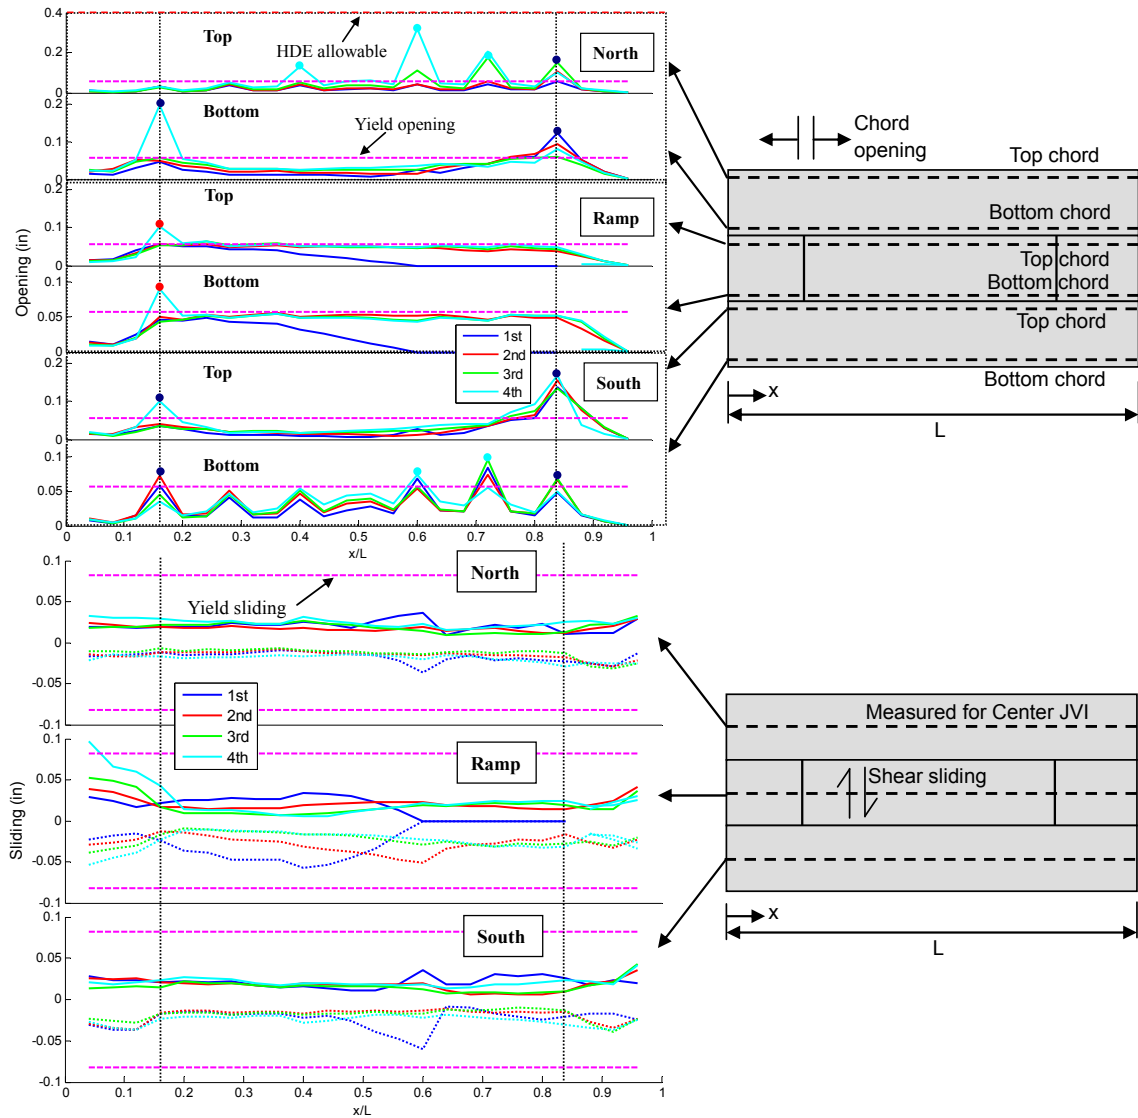 0.4
Top
HDE allowable
North
0.2
0
0.2
Bottom
Yield opening
0.1
0
0.2
Top
Ramp
0.1
0
Opening (in)
0.1
Bottom
0.05
0
1st
2nd
3rd
4th
0.2
Top
South
0.1
0
0.1
Bottom
0.05
0
0 0.1 0.2 0.3 0.4 0.5 0.6 0.7 0.8 0.9 1
x/L
Chord
opening
Top chord
Bottom chord
Top chord
Bottom chord
Top chord
Bottom chord
x
L
0.1
North
0.05
Yield sliding
0
-0.05
-0.1
1st
2nd
3rd
4th
0.05
Ramp
0
Sliding (in)
-0.05
-0.1
0.1
South
0.05
0
-0.05
-0.1
0 0.1 0.2 0.3 0.4 0.5 0.6 0.7 0.8 0.9 1
x/L
Measured for Center JVI
Shear sliding
x
L